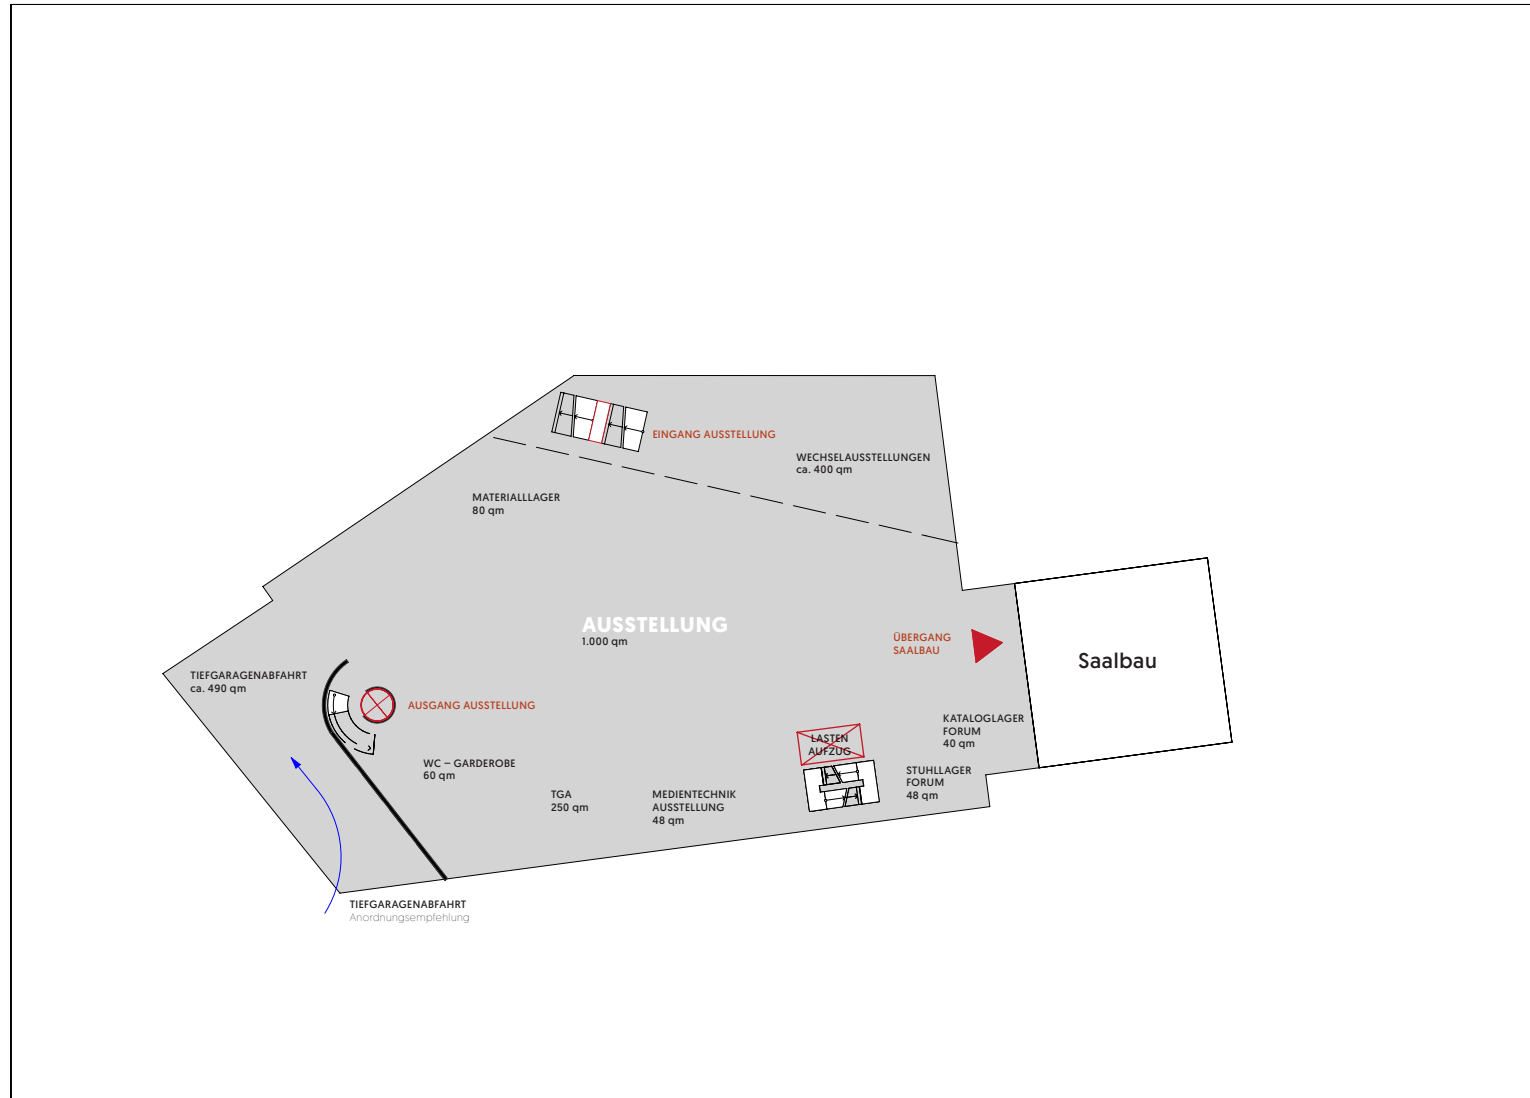 EINGANG AUSSTELLUNG
WECHSELAUSSTELLUNGEN
ca. 400 qm
MATERIALLLAGER
80 qm
AUSSTELLUNG
1.000 qm
ÜBERGANG
SAALBAU
Saalbau
TIEFGARAGENABFAHRT
ca. 490 qm
AUSGANG AUSSTELLUNG
KATALOGLAGER
FORUM
40 qm
LASTEN
AUFZUG
WC – GARDEROBE
60 qm
STUHLLAGER
FORUM
48 qm
TGA
250 qm
MEDIENTECHNIK
AUSSTELLUNG
48 qm
TIEFGARAGENABFAHRT
Anordnungsempfehlung